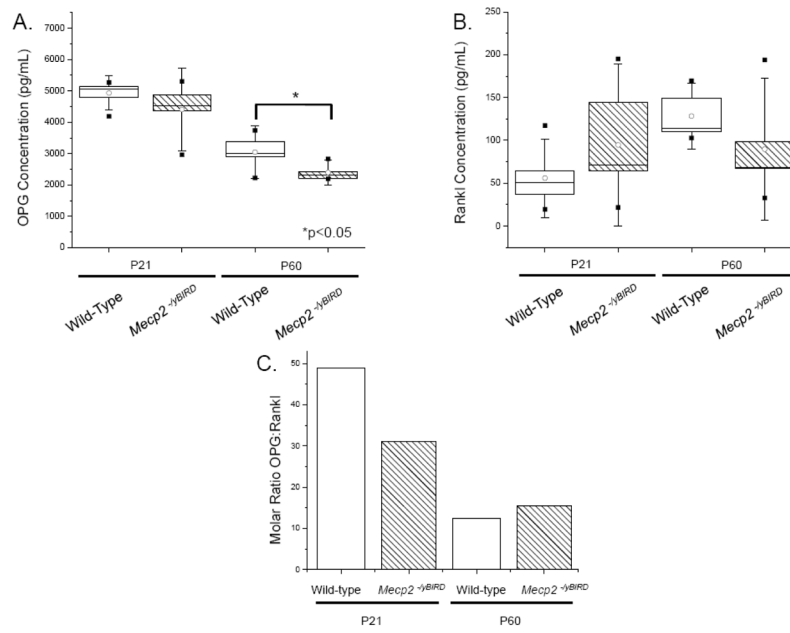 A.
OPG Concentration (pg/mL)
7000
6000
5000
4000
3000
2000
1000
0
*
*p<0.05
P21
P60
Wild-Type
Mecp2 -/yBIRD
Wild-Type
Mecp2 -/yBIRD
B.
Rankl Concentration (pg/mL)
250
200
150
100
50
0
P21
P60
Wild-Type
Mecp2 -/yBIRD
Wild-Type
Mecp2 -/yBIRD
C.
Molar Ratio OPG:Rankl
50
40
30
20
10
0
Wild-type
Mecp2 -/yBIRD
Wild-type
Mecp2 -/yBIRD
P21
P60